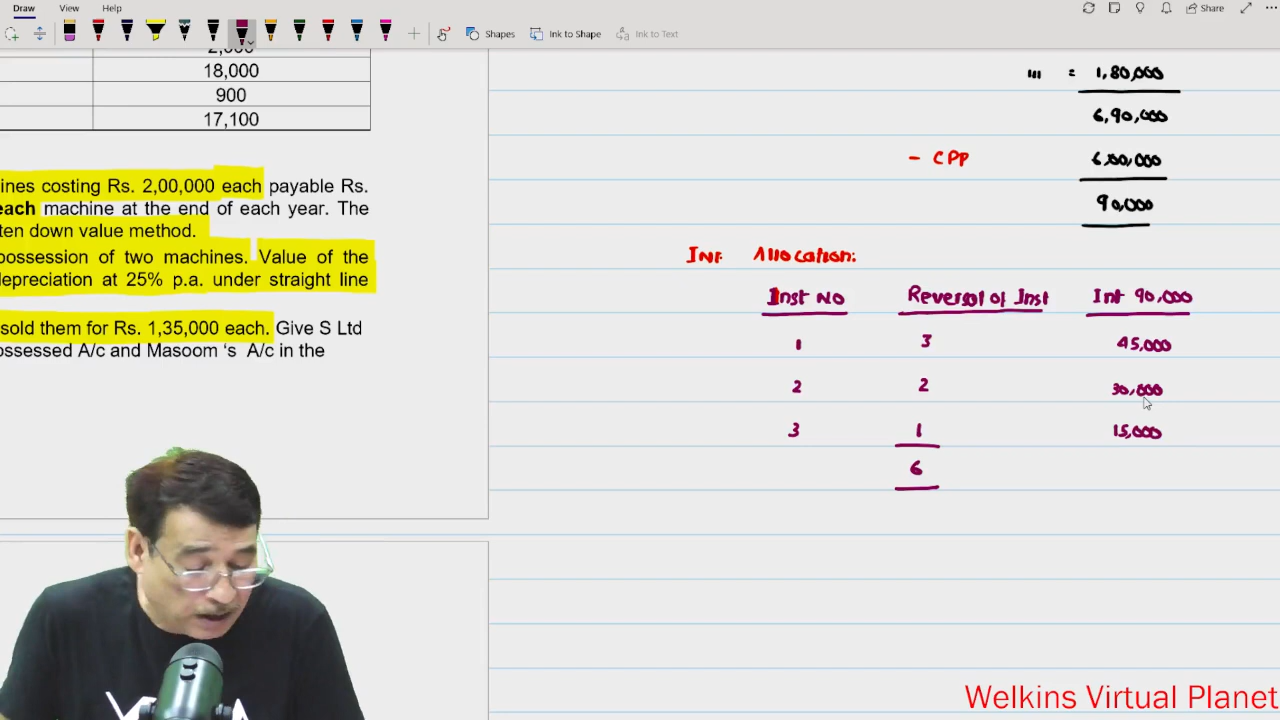 Draw View Help
Share
Shapes Ink to Shape Ink to Text
18,000
900
17,100
ines costing Rs. 2,00,000 each payable Rs.
each machine at the end of each year. The
ten down value method.
possession of two machines. Value of the
depreciation at 25% p.a. under straight line
sold them for Rs. 1,35,000 each. Give S Ltd
ossessed A/c and Masoom 's A/c in the
III = 1,80,000
6,90,000
- CPP 6,00,000
90,000
Int. Allocation:
Inst No Reversal of Inst Int 90,000
1 3 45,000
2 2 30,000
3 1 15,000
6
Welkins Virtual Planet